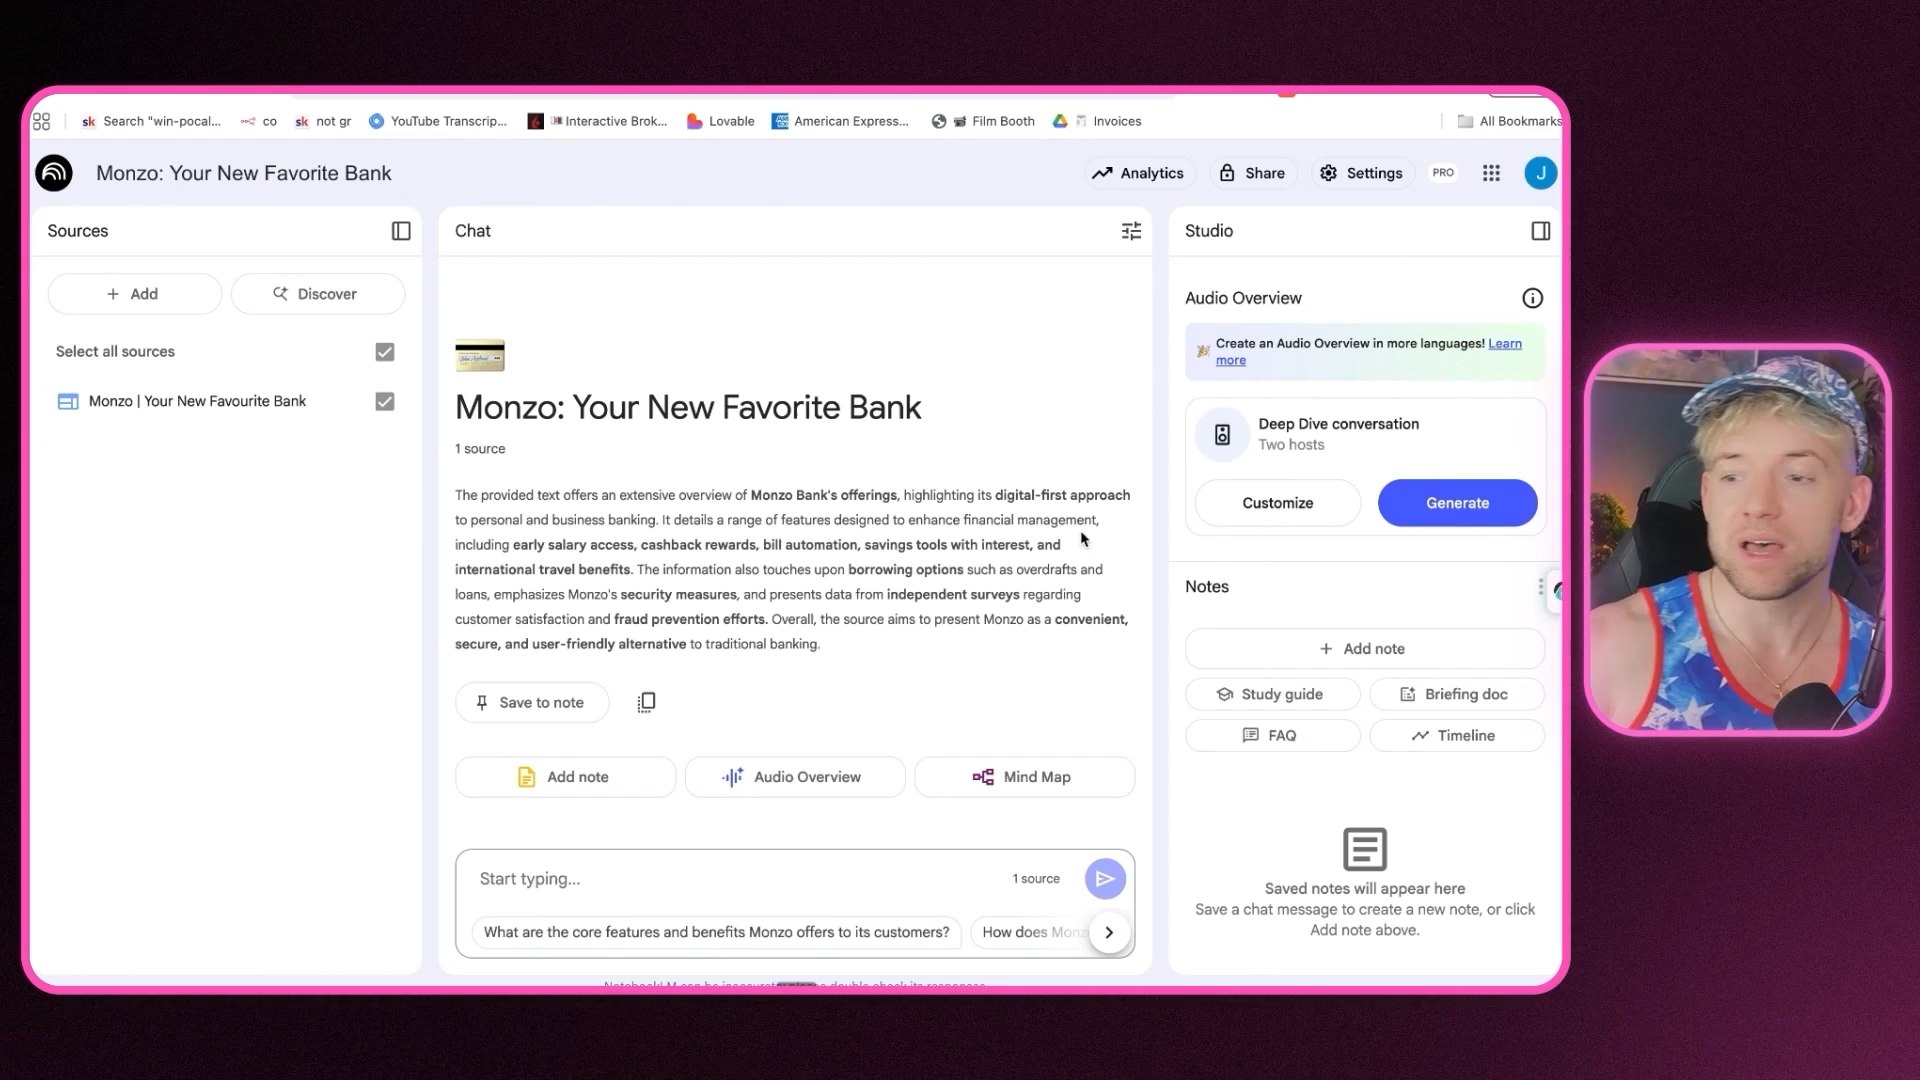 sk Search "win-pocal...
co
sk not gr
YouTube Transcrip...
Interactive Brok...
Lovable
American Express...
Film Booth
Invoices
All Bookmarks
Monzo: Your New Favorite Bank
Analytics
Share
Settings
PRO
J
Sources
+ Add
Discover
Select all sources
Monzo | Your New Favourite Bank
Chat
Monzo: Your New Favorite Bank
1 source
The provided text offers an extensive overview of Monzo Bank's offerings, highlighting its digital-first approach
to personal and business banking. It details a range of features designed to enhance financial management,
including early salary access, cashback rewards, bill automation, savings tools with interest, and
international travel benefits. The information also touches upon borrowing options such as overdrafts and
loans, emphasizes Monzo's security measures, and presents data from independent surveys regarding
customer satisfaction and fraud prevention efforts. Overall, the source aims to present Monzo as a convenient,
secure, and user-friendly alternative to traditional banking.
Save to note
Add note
Audio Overview
Mind Map
Start typing...
1 source
What are the core features and benefits Monzo offers to its customers?
How does Monz
Studio
Audio Overview
Create an Audio Overview in more languages! Learn
more
Deep Dive conversation
Two hosts
Customize
Generate
Notes
+ Add note
Study guide
Briefing doc
FAQ
Timeline
Saved notes will appear here
Save a chat message to create a new note, or click
Add note above.